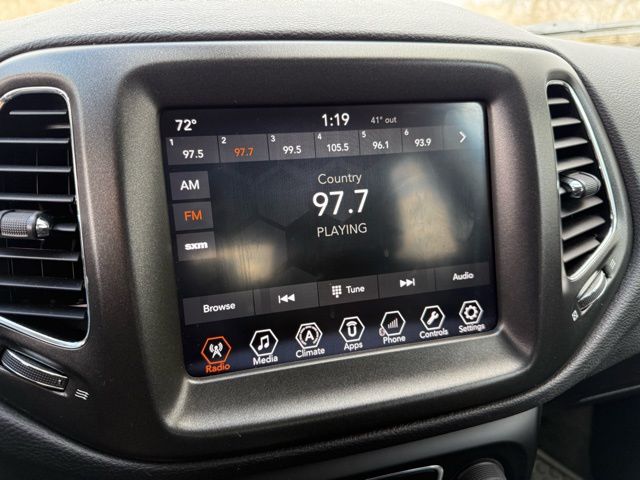 72° 1:19 41° out
1 97.5 2 97.7 3 99.5 4 105.5 5 96.1 6 93.9
AM
FM
sxm
Country
97.7
PLAYING
Browse Tune Audio
Radio Media Climate Apps Phone Controls Settings